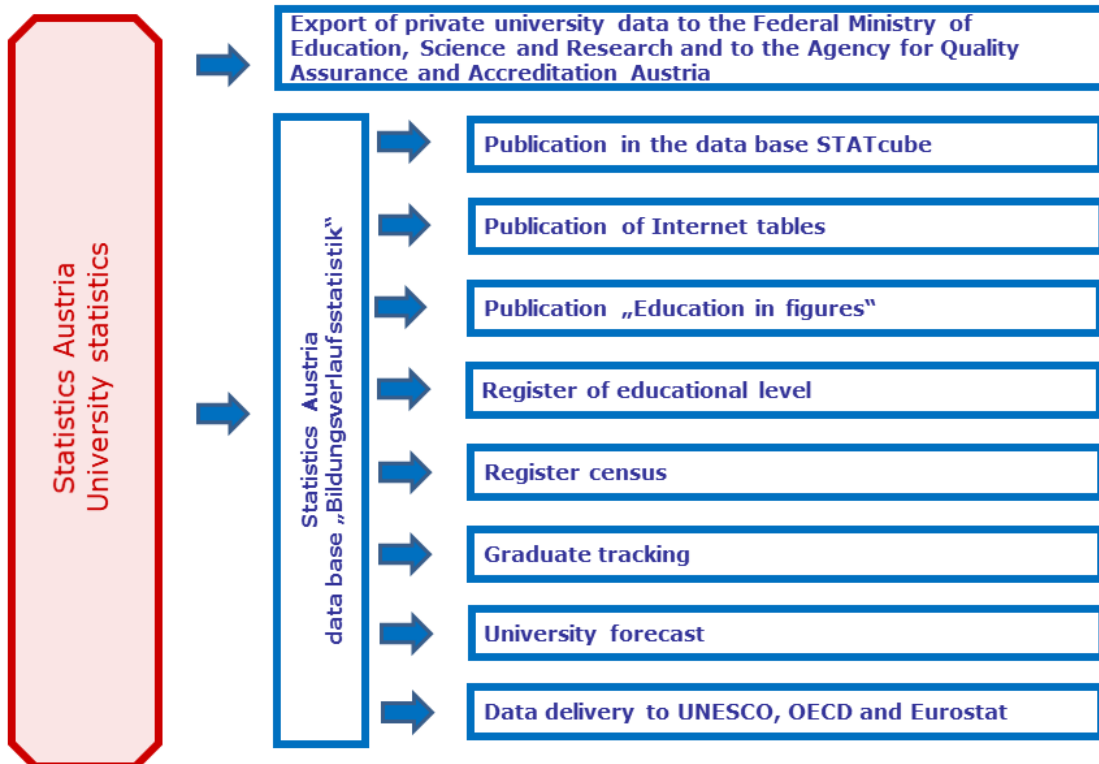 Statistics Austria
University statistics
Export of private university data to the Federal Ministry of
Education, Science and Research and to the Agency for Quality
Assurance and Accreditation Austria
Statistics Austria
data base „Bildungsverlaufsstatistik“
Publication in the data base STATcube
Publication of Internet tables
Publication „Education in figures“
Register of educational level
Register census
Graduate tracking
University forecast
Data delivery to UNESCO, OECD and Eurostat